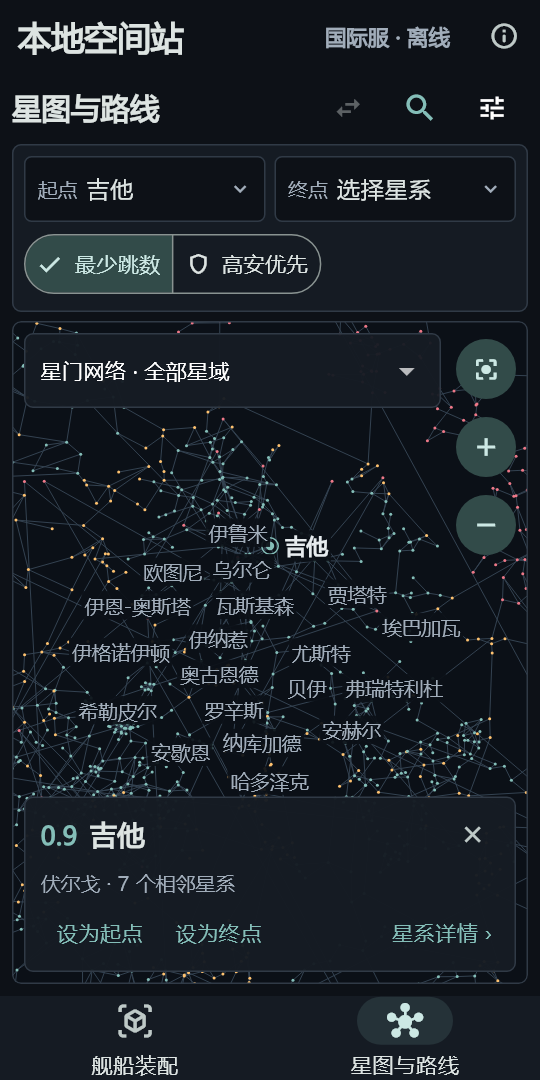 本地空间站
国际服 · 离线
星图与路线
起点 吉他
终点 选择星系
最少跳数
高安优先
星门网络 · 全部星域
伊鲁米
吉他
欧图尼
乌尔仑
贾塔特
伊恩-奥斯塔
瓦斯基森
埃巴加瓦
伊纳惹
伊格诺伊顿
尤斯特
奥古恩德
贝伊
弗瑞特利杜
希勒皮尔
罗辛斯
安赫尔
安歇恩
纳库加德
哈多泽克
0.9 吉他
伏尔戈 · 7 个相邻星系
设为起点
设为终点
星系详情 ›
舰船装配
星图与路线